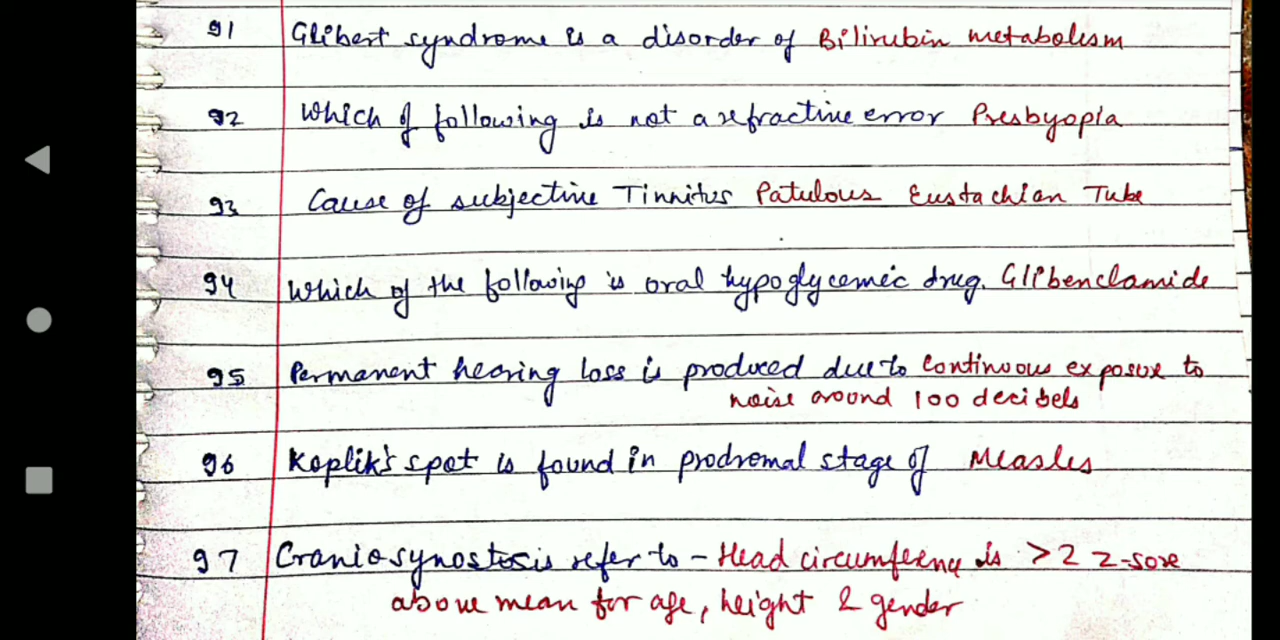 91 Glibert syndrome is a disorder of Bilirubin metabolism
92 Which of following is not a refractive error Presbyopia
93 Cause of subjective Tinnitus Patulous Eustachian Tube
94 Which of the following is oral hypoglycemic drug. Glibenclamide
95 Permanent hearing loss is produced due to continuous exposure to
noise around 100 decibels
96 Koplik's spot is found in prodromal stage of Measles
97 Craniosynostosis refer to - Head circumference is >2 Z-sore
above mean for age, height & gender